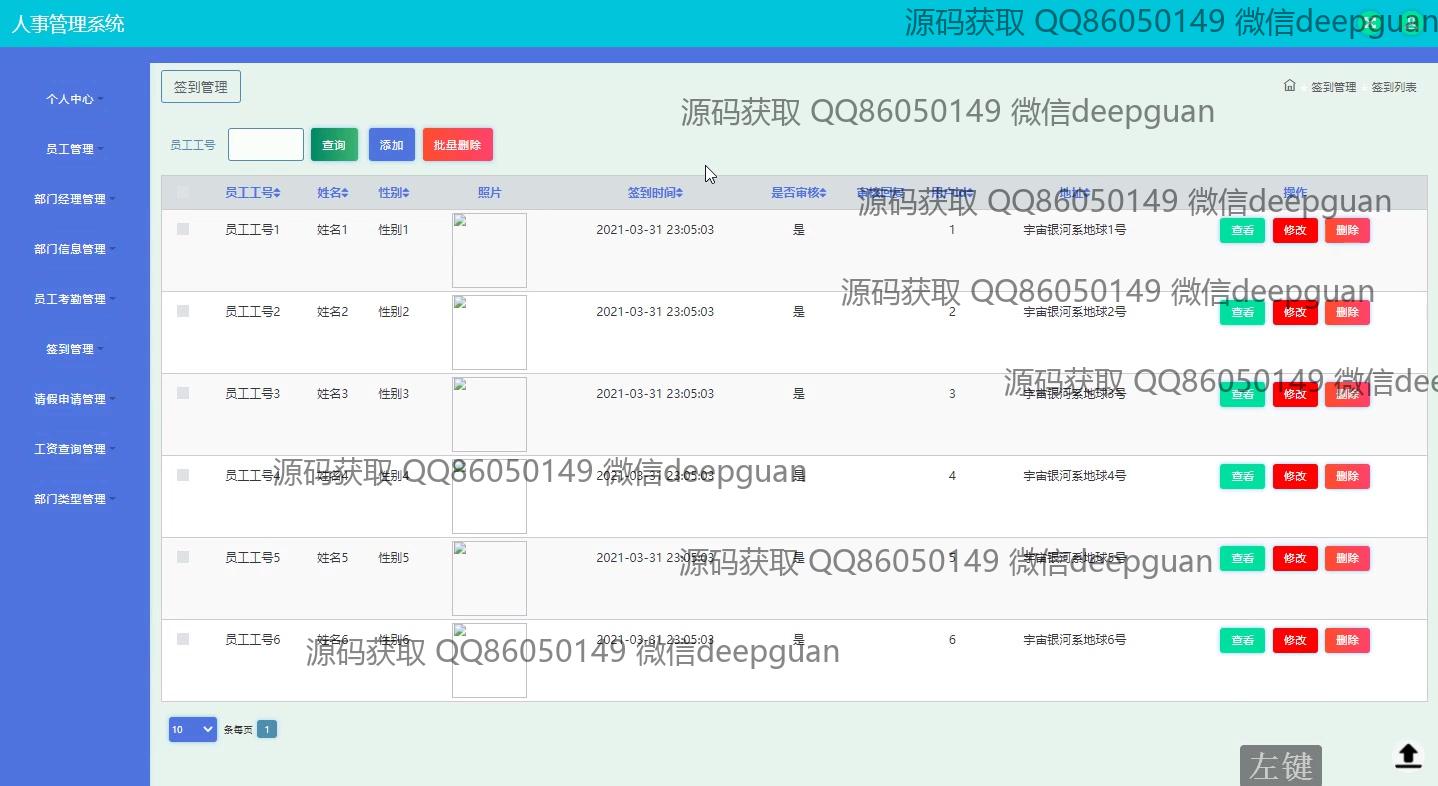 人事管理系统
源码获取 QQ86050149 微信deepguan
签到管理
签到管理 签到列表
源码获取 QQ86050149 微信deepguan
个人中心
员工管理
部门经理管理
部门信息管理
员工考勤管理
签到管理
请假申请管理
工资查询管理
部门类型管理
员工工号 查询 添加 批量删除
员工工号 姓名 性别 照片 签到时间 是否审核 审核回复 用户id 地址 操作
源码获取 QQ86050149 微信deepguan
员工工号1 姓名1 性别1 2021-03-31 23:05:03 是 1 宇宙银河系地球1号 查看 修改 删除
源码获取 QQ86050149 微信deepguan
员工工号2 姓名2 性别2 2021-03-31 23:05:03 是 2 宇宙银河系地球2号 查看 修改 删除
源码获取 QQ86050149 微信dee
员工工号3 姓名3 性别3 2021-03-31 23:05:03 是 3 宇宙银河系地球3号 查看 修改 删除
源码获取 QQ86050149 微信deepguan
员工工号4 姓名4 性别4 2021-03-31 23:05:03 是 4 宇宙银河系地球4号 查看 修改 删除
源码获取 QQ86050149 微信deepguan
员工工号5 姓名5 性别5 2021-03-31 23:05:03 是 5 宇宙银河系地球5号 查看 修改 删除
源码获取 QQ86050149 微信deepguan
员工工号6 姓名6 性别6 2021-03-31 23:05:03 是 6 宇宙银河系地球6号 查看 修改 删除
10 条每页 1
左键